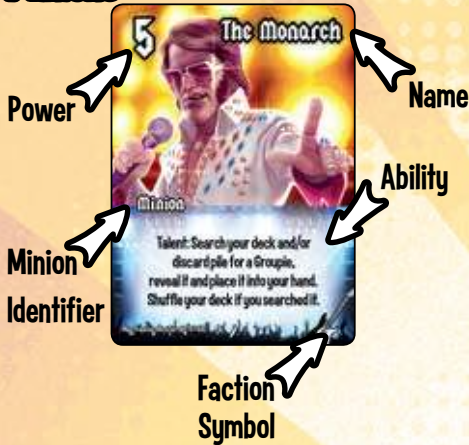 5 The Monarch
Power
Name
Minion
Ability
Talent: Search your deck and/or
discard pile for a Groupie,
reveal it and place it into your hand.
Shuffle your deck if you searched it.
Minion
Identifier
Faction
Symbol